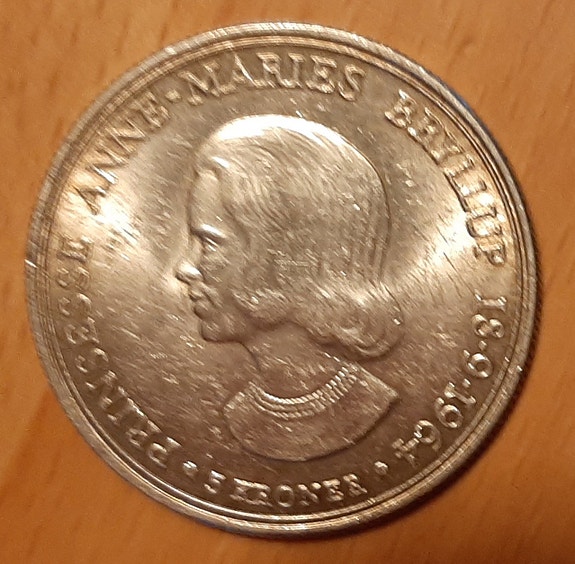 PRINCESSE ANNE-MARIES BRYLLUP 18·9·1964
5 KRONER